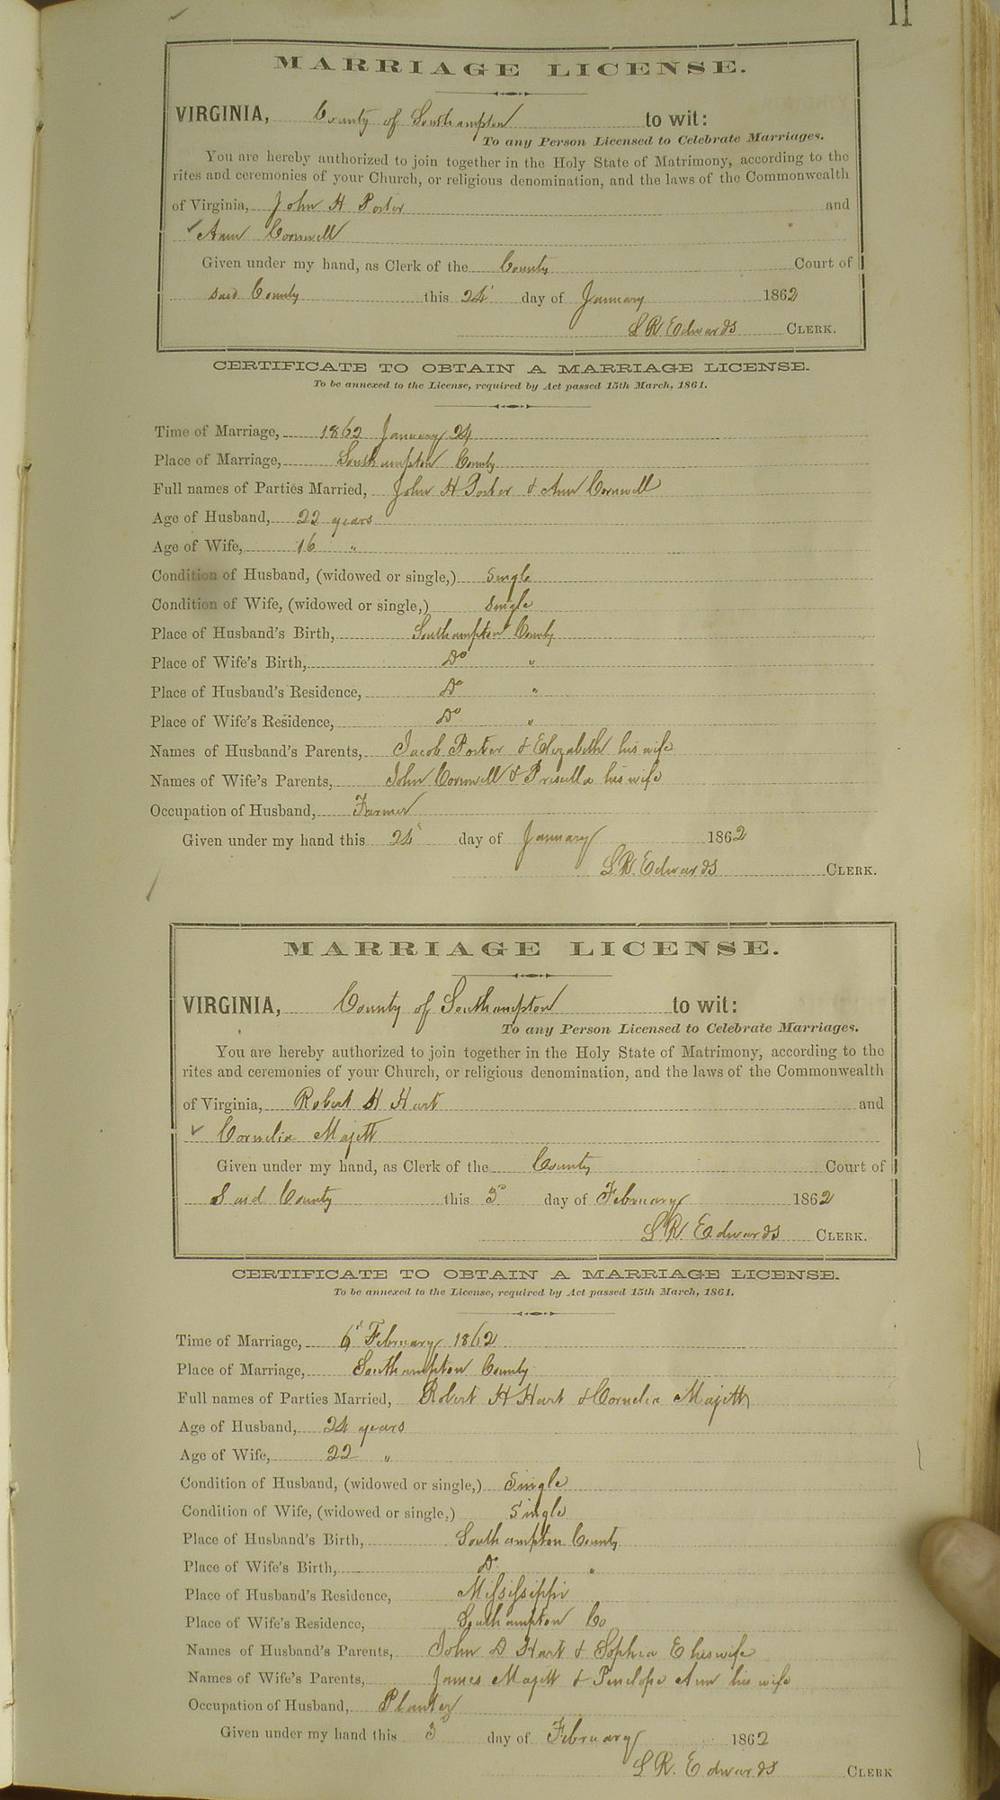 11
MARRIAGE LICENSE.
VIRGINIA, County of Southampton to wit:
To any Person Licensed to Celebrate Marriages.
You are hereby authorized to join together in the Holy State of Matrimony, according to the
rites and ceremonies of your Church, or religious denomination, and the laws of the Commonwealth
of Virginia, John H Porter and
✓ Ann Cornwell
Given under my hand, as Clerk of the County Court of
said County this 24 day of January 1862
L R Edwards CLERK.
CERTIFICATE TO OBTAIN A MARRIAGE LICENSE.
To be annexed to the License, required by Act passed 15th March, 1861.
Time of Marriage, 1862 January 24
Place of Marriage, Southampton County
Full names of Parties Married, John H Porter & Ann Cornwell
Age of Husband, 22 years
Age of Wife, 16 "
Condition of Husband, (widowed or single,) Single
Condition of Wife, (widowed or single,) Single
Place of Husband's Birth, Southampton County
Place of Wife's Birth, Do "
Place of Husband's Residence, Do "
Place of Wife's Residence, Do "
Names of Husband's Parents, Jacob Porter & Elizabeth his wife
Names of Wife's Parents, John Cornwell & Priscilla his wife
Occupation of Husband, Farmer
Given under my hand this 24 day of January 1862
L R. Edwards CLERK.
MARRIAGE LICENSE.
VIRGINIA, County of Southampton to wit:
To any Person Licensed to Celebrate Marriages.
You are hereby authorized to join together in the Holy State of Matrimony, according to the
rites and ceremonies of your Church, or religious denomination, and the laws of the Commonwealth
of Virginia, Robert H Hart and
✓ Cornelia Majett
Given under my hand, as Clerk of the County Court of
Said County this 3 day of February 1862
L R. Edwards CLERK.
CERTIFICATE TO OBTAIN A MARRIAGE LICENSE.
To be annexed to the License, required by Act passed 15th March, 1861.
Time of Marriage, 6 February 1862
Place of Marriage, Southampton County
Full names of Parties Married, Robert H Hart & Cornelia Majett
Age of Husband, 24 years
Age of Wife, 22 "
Condition of Husband, (widowed or single,) Single
Condition of Wife, (widowed or single,) Single
Place of Husband's Birth, Southampton County
Place of Wife's Birth, Do "
Place of Husband's Residence, Mississippi
Place of Wife's Residence, Southampton Co
Names of Husband's Parents, John D Hart & Sophia E his wife
Names of Wife's Parents, James Majett & Penelope Ann his wife
Occupation of Husband, Planter
Given under my hand this 3 day of February 1862
L R. Edwards CLERK